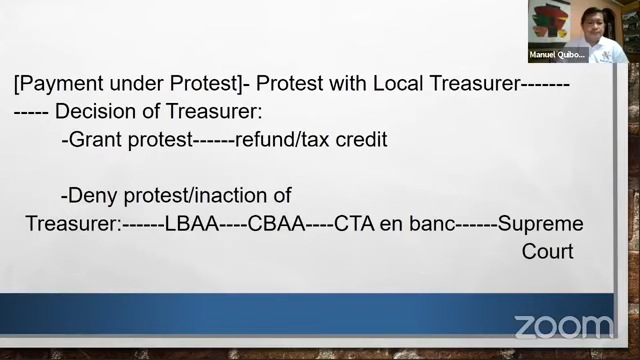 Manuel Quibo...
[Payment under Protest]- Protest with Local Treasurer-------
----- Decision of Treasurer:
-Grant protest------refund/tax credit
-Deny protest/inaction of
Treasurer:------LBAA----CBAA----CTA en banc------Supreme
Court
zoom